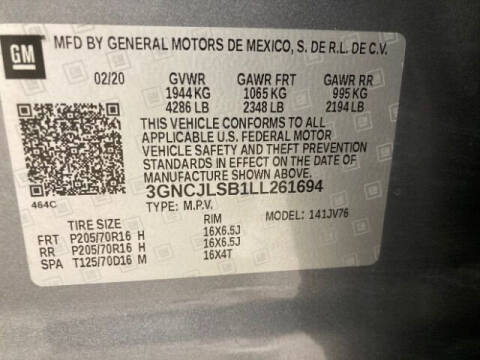 GM
MFD BY GENERAL MOTORS DE MEXICO, S. DE R.L. DE C.V.
02/20 GVWR GAWR FRT GAWR RR
1944 KG 1065 KG 995 KG
4286 LB 2348 LB 2194 LB
THIS VEHICLE CONFORMS TO ALL
APPLICABLE U.S. FEDERAL MOTOR
VEHICLE SAFETY AND THEFT PREVENTION
STANDARDS IN EFFECT ON THE DATE OF
MANUFACTURE SHOWN ABOVE.
464C 3GNCJLSB1LL261694
TYPE: M.P.V. MODEL: 141JV76
TIRE SIZE RIM
FRT P205/70R16 H 16X6.5J
RR P205/70R16 H 16X6.5J
SPA T125/70D16 M 16X4T